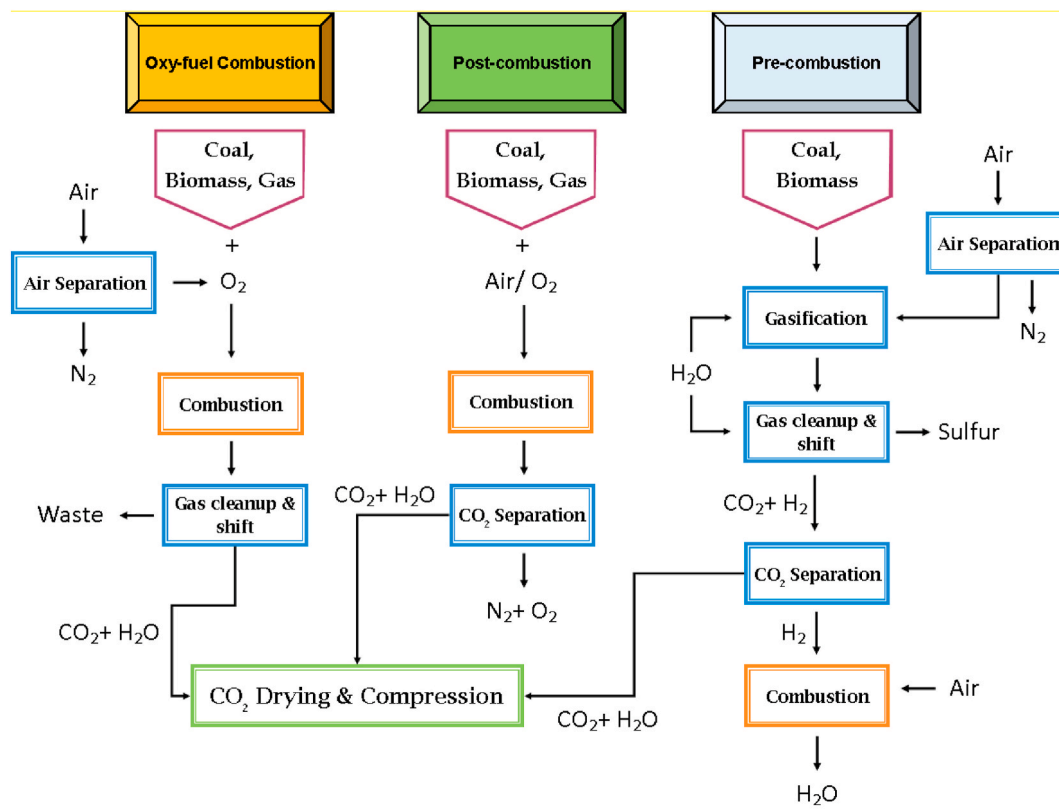 Oxy-fuel Combustion
Post-combustion
Pre-combustion
Coal,
Biomass, Gas
Coal,
Biomass, Gas
Coal,
Biomass
Air
Air
+
+
Air Separation
O₂
Air/ O₂
Air Separation
Gasification
N₂
N₂
H₂O
Combustion
Combustion
Gas cleanup &
shift
Sulfur
CO₂+ H₂O
CO₂+ H₂
Waste
Gas cleanup &
shift
CO₂ Separation
CO₂ Separation
N₂+ O₂
CO₂+ H₂O
H₂
CO₂ Drying & Compression
CO₂+ H₂O
Combustion
Air
H₂O